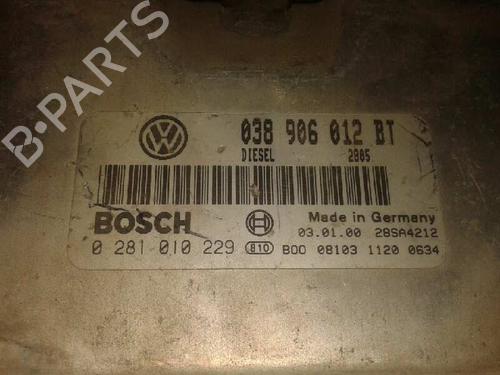 B-PARTS
VW
038 906 012 BT
DIESEL 2805
BOSCH
Made in Germany
03.01.00 28SA4212
0 281 010 229 810 B00 08103 1120 0634